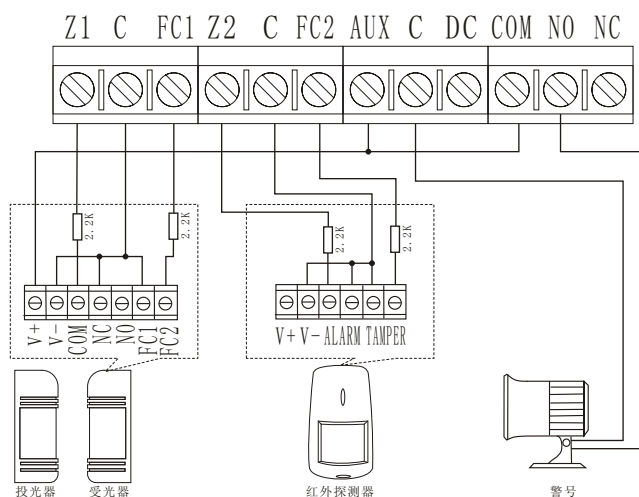 Z1 C FC1 Z2 C FC2 AUX C DC COM NO NC
2.2K 2.2K 2.2K 2.2K
V+ V- COM NC NO FC1 FC2
V+ V- ALARM TAMPER
投光器 受光器 红外探测器 警号